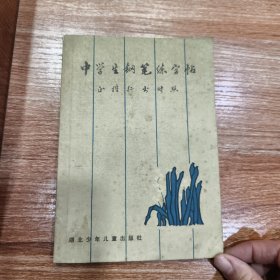 中学生钢笔练字帖
正楷行书对照
湖北少年儿童出版社